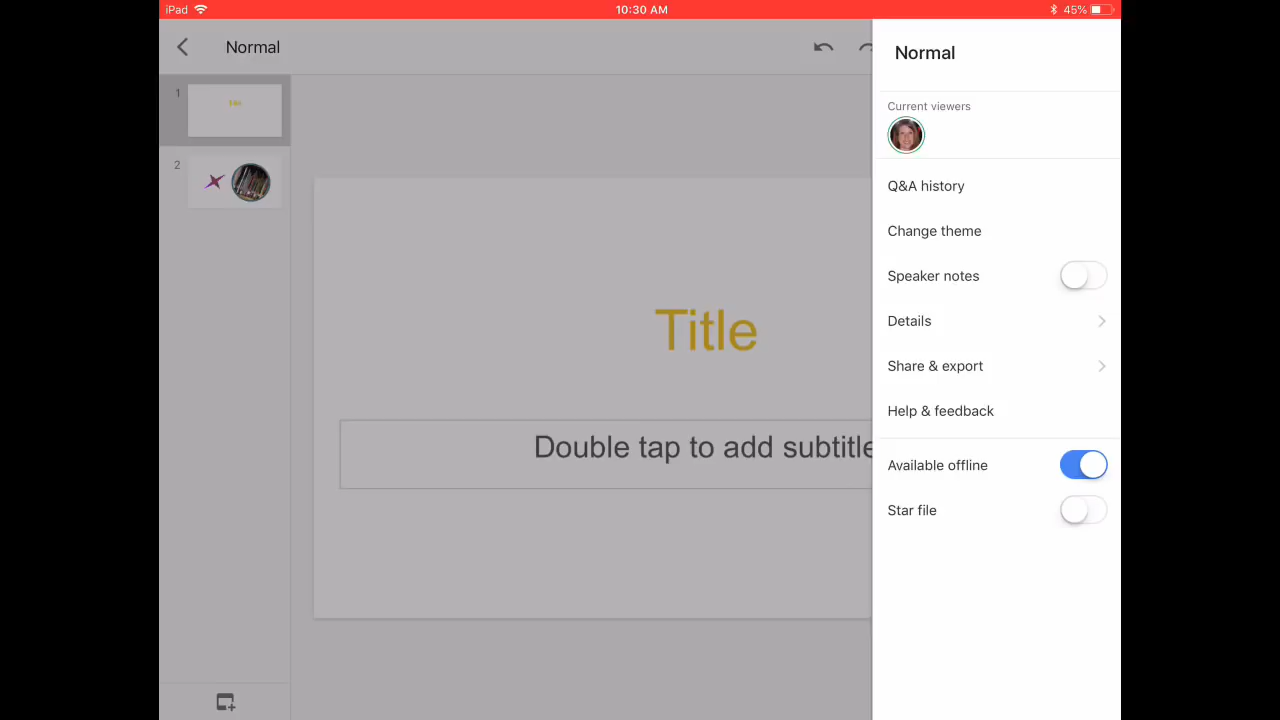 iPad 10:30 AM 45%
Normal
1
Title
2
Title
Double tap to add subtitle
Normal
Current viewers
Q&A history
Change theme
Speaker notes
Details
Share & export
Help & feedback
Available offline
Star file